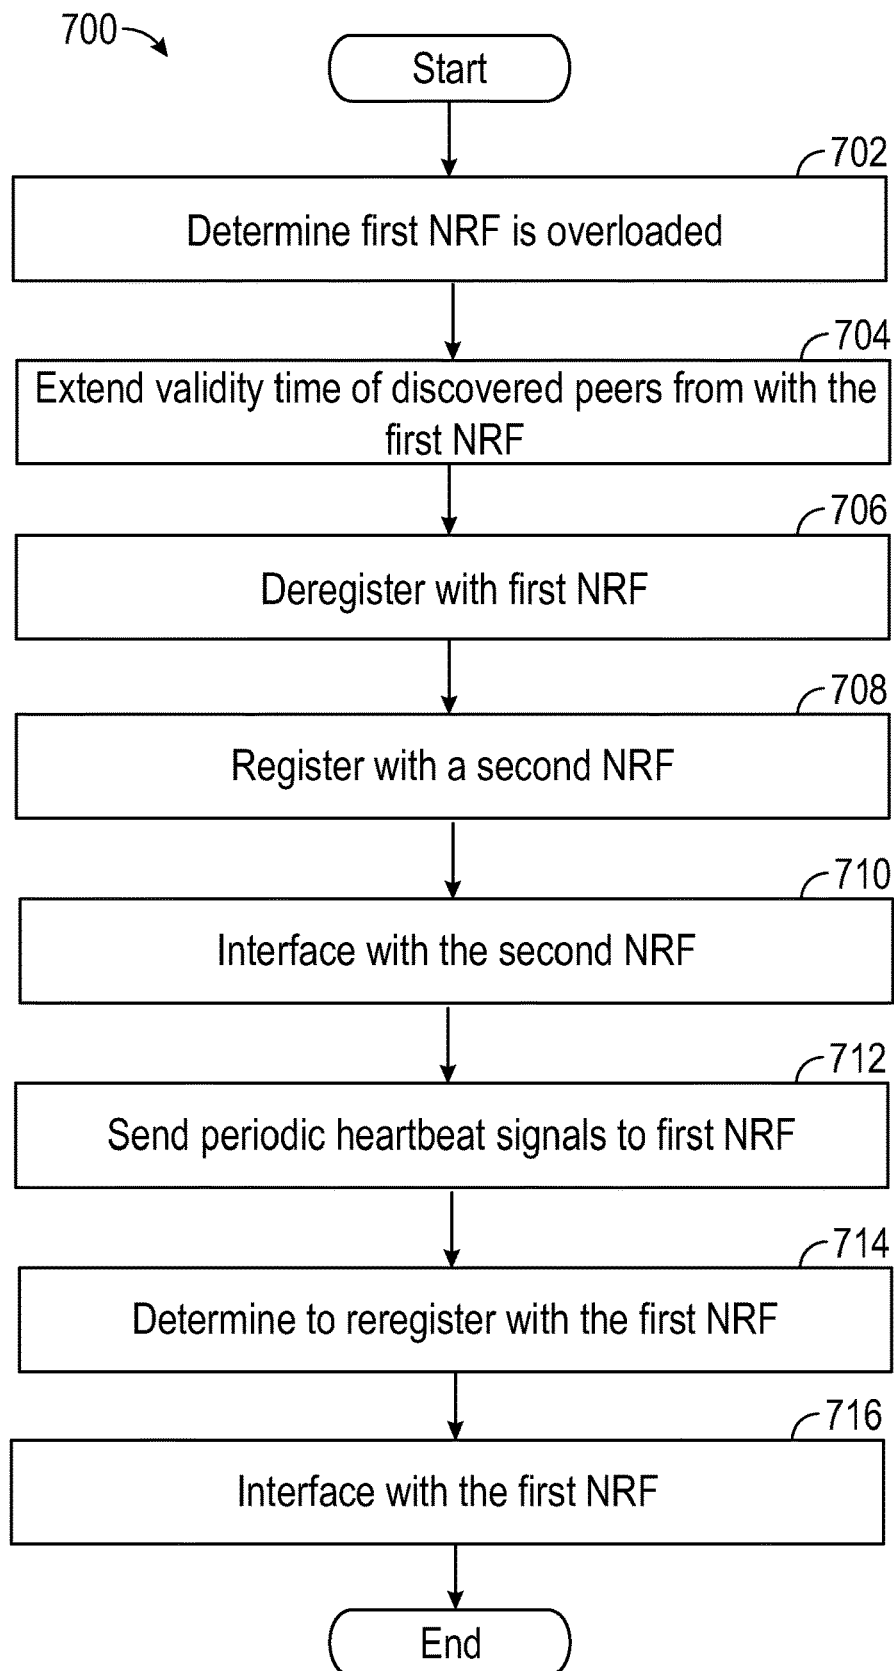 700
Start
702
Determine first NRF is overloaded
704
Extend validity time of discovered peers from with the
first NRF
706
Deregister with first NRF
708
Register with a second NRF
710
Interface with the second NRF
712
Send periodic heartbeat signals to first NRF
714
Determine to reregister with the first NRF
716
Interface with the first NRF
End